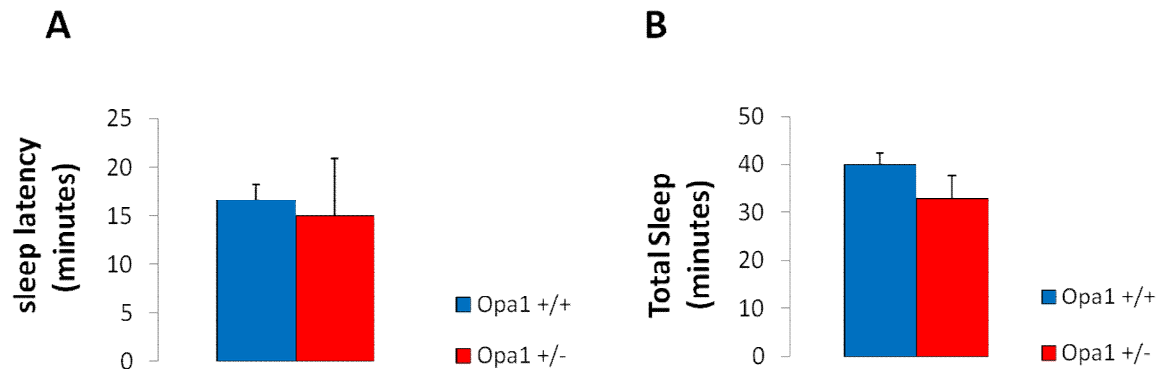 A
sleep latency
(minutes)
25
20
15
10
5
0
Opa1 +/+
Opa1 +/-
B
Total Sleep
(minutes)
50
40
30
20
10
0
Opa1 +/+
Opa1 +/-